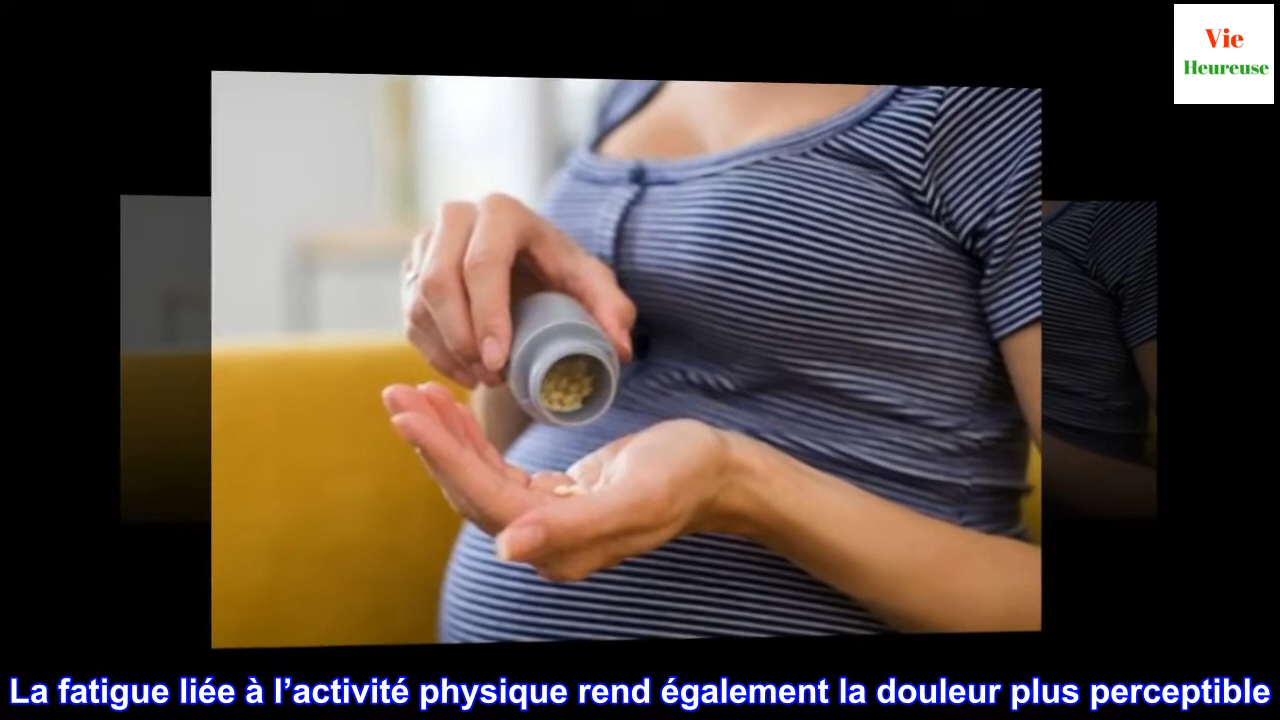 Vie
Heureuse
La fatigue liée à l’activité physique rend également la douleur plus perceptible